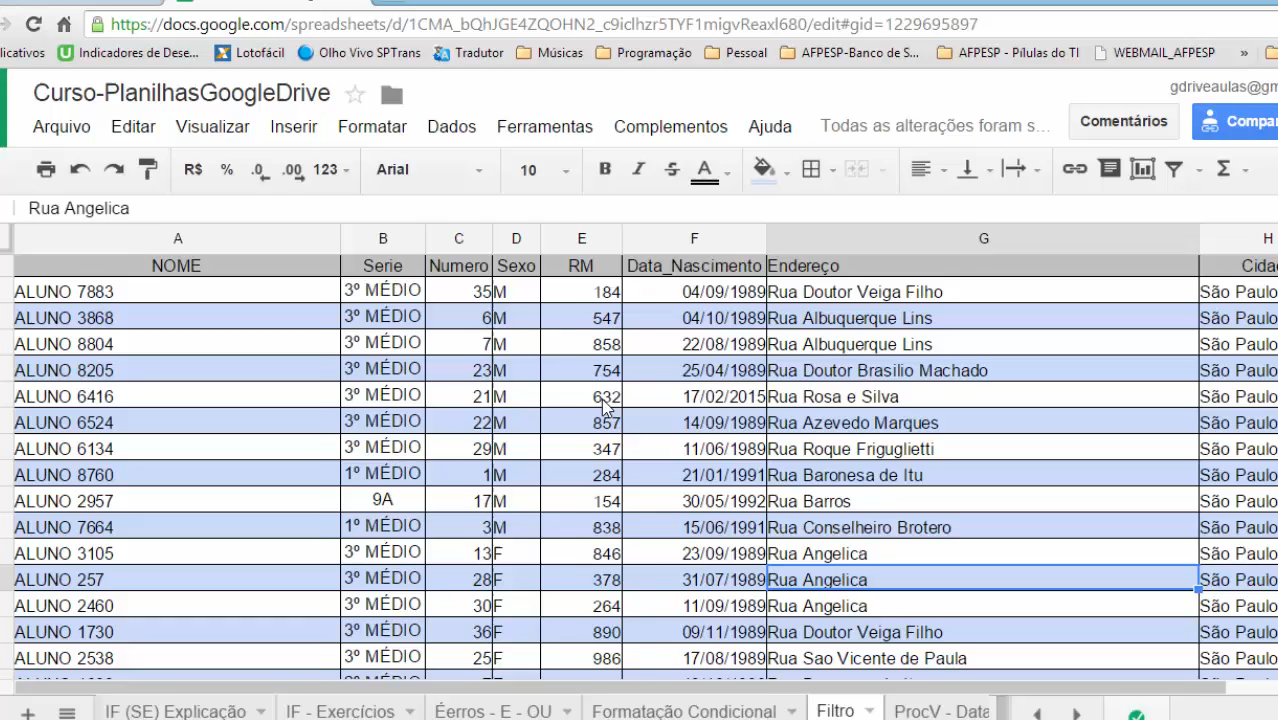 https://docs.google.com/spreadsheets/d/1CMA_bQhJGE4ZQOHN2_c9iclhzr5TYF1migvReaxl680/edit#gid=1229695897
licativos Indicadores de Dese... Lotofácil Olho Vivo SPTrans Tradutor Músicas Programação Pessoal AFPESP-Banco de S... AFPESP - Pílulas do TI WEBMAIL_AFPESP »
Curso-PlanilhasGoogleDrive gdriveaulas@gm
Arquivo Editar Visualizar Inserir Formatar Dados Ferramentas Complementos Ajuda Todas as alterações foram s... Comentários Compar
R$ % .0 .00 123 Arial 10 B I S A Σ
Rua Angelica
A B C D E F G H
NOME Serie Numero Sexo RM Data_Nascimento Endereço Cida
ALUNO 7883 3º MÉDIO 35 M 184 04/09/1989 Rua Doutor Veiga Filho São Paulo
ALUNO 3868 3º MÉDIO 6 M 547 04/10/1989 Rua Albuquerque Lins São Paulo
ALUNO 8804 3º MÉDIO 7 M 858 22/08/1989 Rua Albuquerque Lins São Paulo
ALUNO 8205 3º MÉDIO 23 M 754 25/04/1989 Rua Doutor Brasilio Machado São Paulo
ALUNO 6416 3º MÉDIO 21 M 632 17/02/2015 Rua Rosa e Silva São Paulo
ALUNO 6524 3º MÉDIO 22 M 857 14/09/1989 Rua Azevedo Marques São Paulo
ALUNO 6134 3º MÉDIO 29 M 347 11/06/1989 Rua Roque Friguglietti São Paulo
ALUNO 8760 1º MÉDIO 1 M 284 21/01/1991 Rua Baronesa de Itu São Paulo
ALUNO 2957 9A 17 M 154 30/05/1992 Rua Barros São Paulo
ALUNO 7664 1º MÉDIO 3 M 838 15/06/1991 Rua Conselheiro Brotero São Paulo
ALUNO 3105 3º MÉDIO 13 F 846 23/09/1989 Rua Angelica São Paulo
ALUNO 257 3º MÉDIO 28 F 378 31/07/1989 Rua Angelica São Paulo
ALUNO 2460 3º MÉDIO 30 F 264 11/09/1989 Rua Angelica São Paulo
ALUNO 1730 3º MÉDIO 36 F 890 09/11/1989 Rua Doutor Veiga Filho São Paulo
ALUNO 2538 3º MÉDIO 25 F 986 17/08/1989 Rua Sao Vicente de Paula São Paulo
+ IF (SE) Explicação IF - Exercícios Éerros - E - OU Formatação Condicional Filtro ProcV - Data